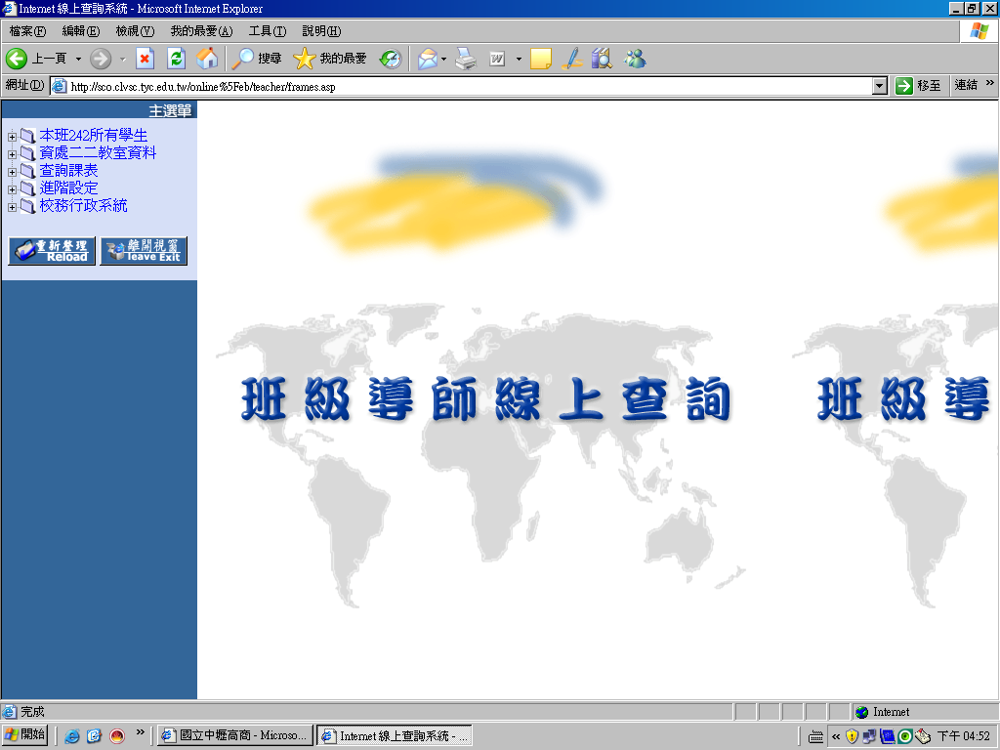 Internet 線上查詢系統 - Microsoft Internet Explorer
檔案(F) 編輯(E) 檢視(V) 我的最愛(A) 工具(T) 說明(H)
上一頁 搜尋 我的最愛
網址(D) http://sco.clvsc.tyc.edu.tw/online%5Feb/teacher/frames.asp 移至 連結 »
主選單
本班242所有學生
資處二二教室資料
查詢課表
進階設定
校務行政系統
重新整理 離開視窗
Reload leave Exit
班級導師線上查詢 班級導
完成 Internet
開始 » 國立中壢高商 - Microso... Internet 線上查詢系統 - ... « 下午 04:52